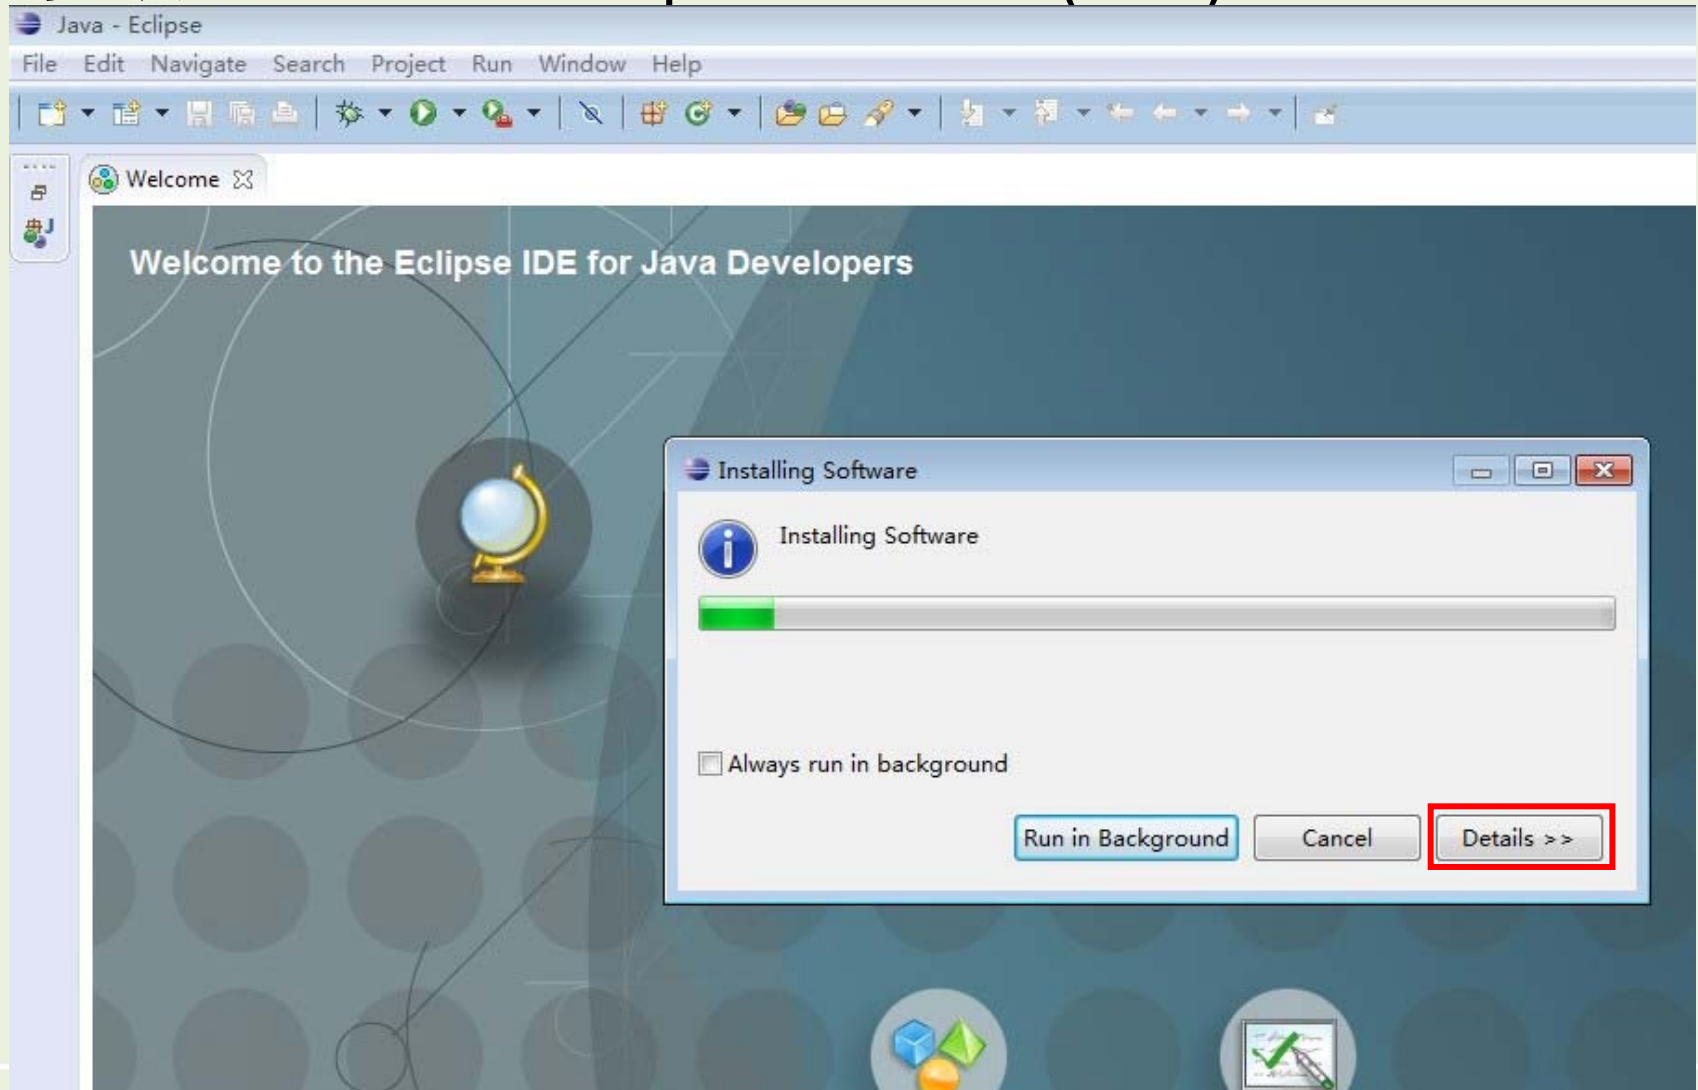 Java - Eclipse
File Edit Navigate Search Project Run Window Help
Welcome
Welcome to the Eclipse IDE for Java Developers
Installing Software
Installing Software
Always run in background
Run in Background Cancel Details >>